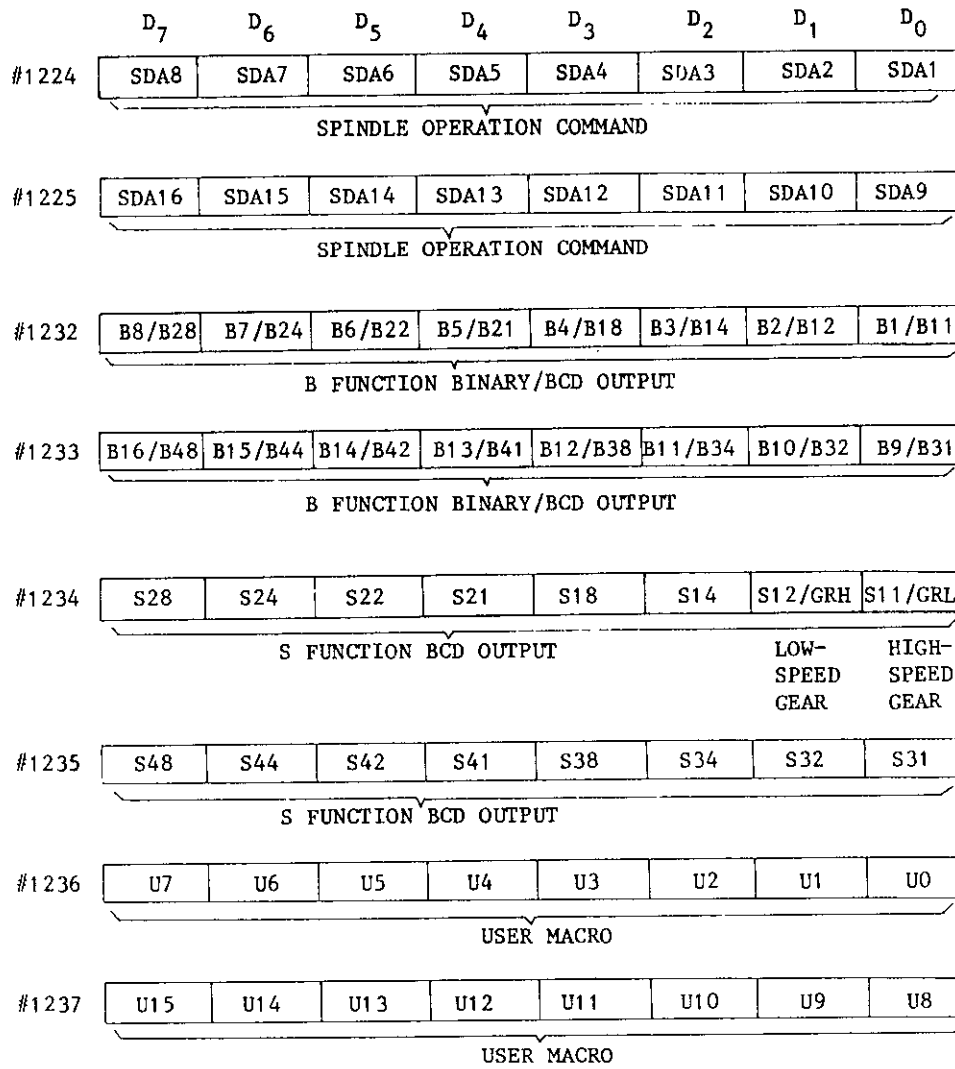 D7 D6 D5 D4 D3 D2 D1 D0
#1224 SDA8 SDA7 SDA6 SDA5 SDA4 SDA3 SDA2 SDA1
SPINDLE OPERATION COMMAND
#1225 SDA16 SDA15 SDA14 SDA13 SDA12 SDA11 SDA10 SDA9
SPINDLE OPERATION COMMAND
#1232 B8/B28 B7/B24 B6/B22 B5/B21 B4/B18 B3/B14 B2/B12 B1/B11
B FUNCTION BINARY/BCD OUTPUT
#1233 B16/B48 B15/B44 B14/B42 B13/B41 B12/B38 B11/B34 B10/B32 B9/B31
B FUNCTION BINARY/BCD OUTPUT
#1234 S28 S24 S22 S21 S18 S14 S12/GRH S11/GRL
S FUNCTION BCD OUTPUT LOW- HIGH-
SPEED SPEED
GEAR GEAR
#1235 S48 S44 S42 S41 S38 S34 S32 S31
S FUNCTION BCD OUTPUT
#1236 U7 U6 U5 U4 U3 U2 U1 U0
USER MACRO
#1237 U15 U14 U13 U12 U11 U10 U9 U8
USER MACRO